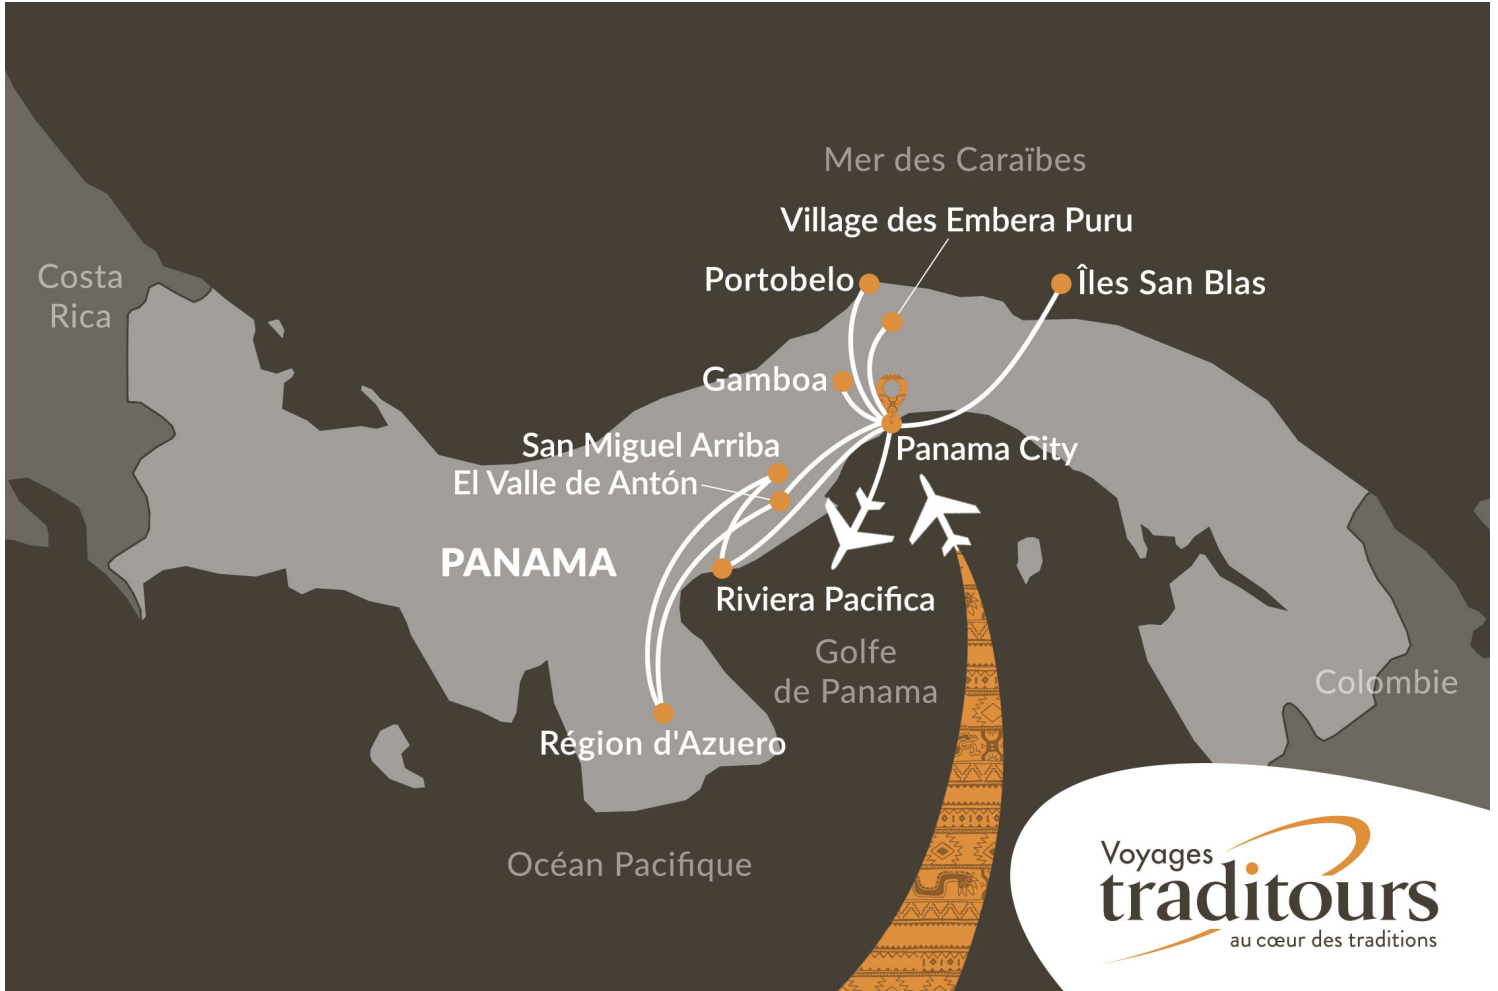 Mer des Caraïbes
Village des Embera Puru
Costa
Rica
Portobelo
Îles San Blas
Gamboa
San Miguel Arriba
Panama City
El Valle de Antón
PANAMA
Riviera Pacifica
Golfe
de Panama
Colombie
Région d'Azuero
Océan Pacifique
Voyages
traditours
au cœur des traditions